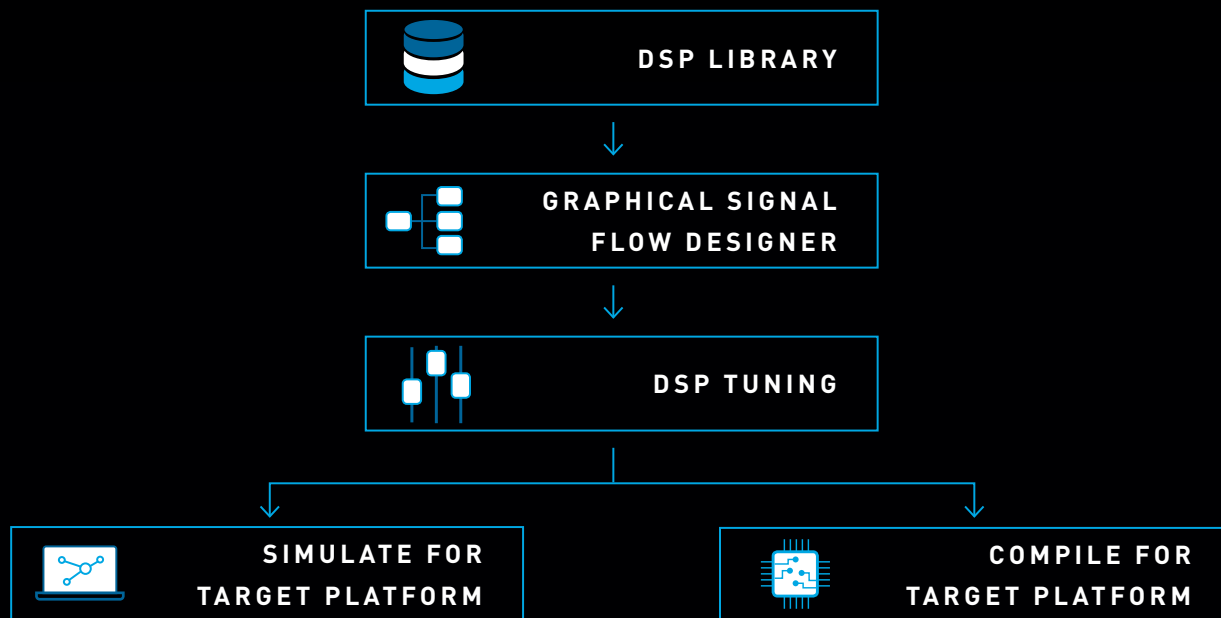 DSP LIBRARY
GRAPHICAL SIGNAL
FLOW DESIGNER
DSP TUNING
SIMULATE FOR
TARGET PLATFORM
COMPILE FOR
TARGET PLATFORM